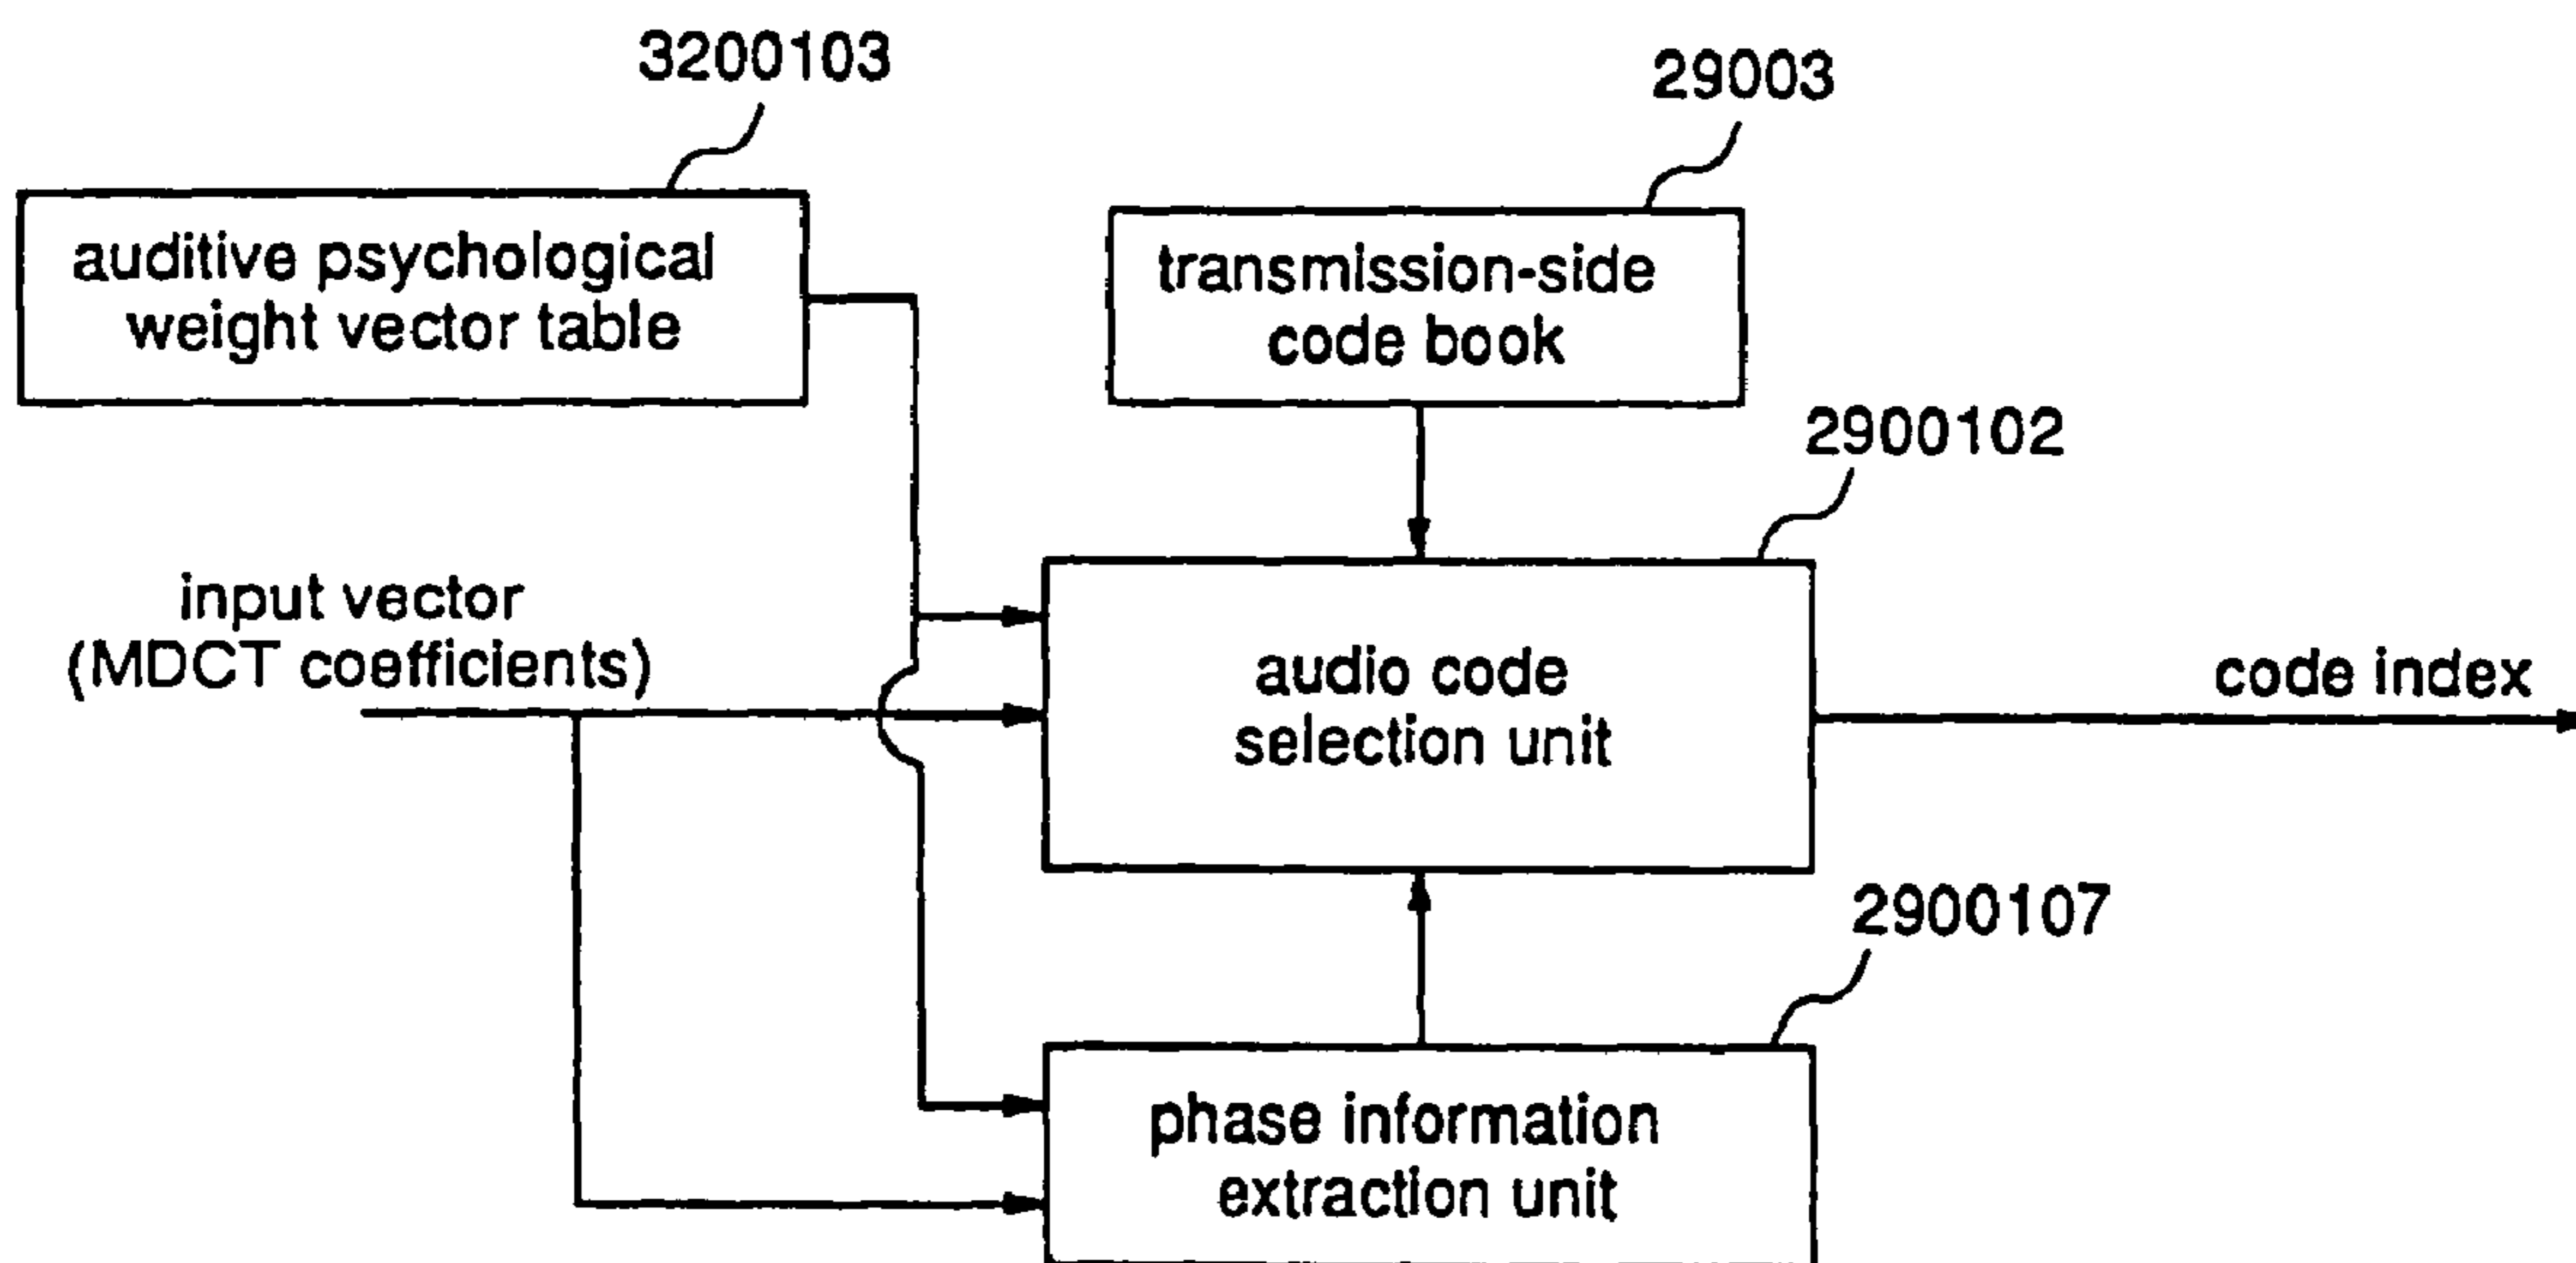 3200103
29003
auditive psychological
weight vector table
transmission-side
code book
2900102
input vector
(MDCT coefficients)
audio code
selection unit
code index
2900107
phase information
extraction unit